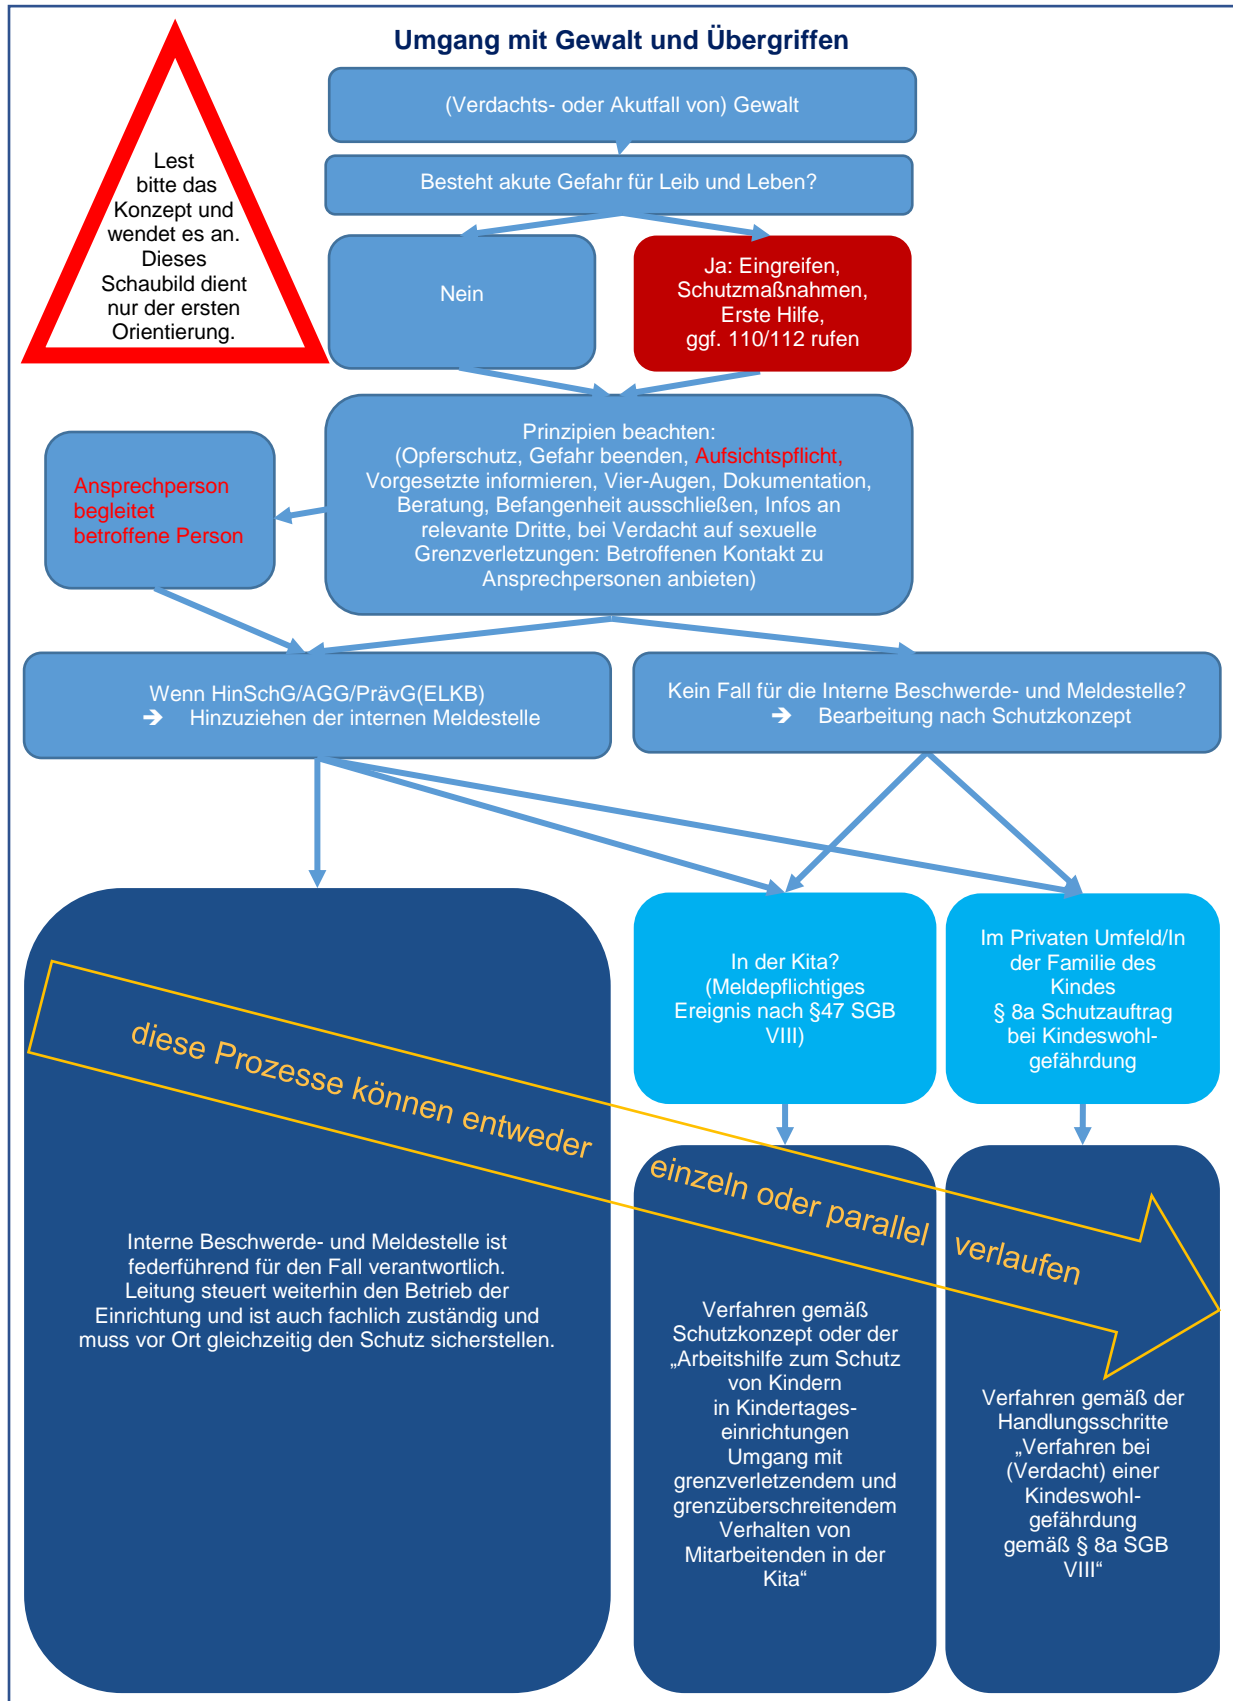 Umgang mit Gewalt und Übergriffen
(Verdachts- oder Akutfall von) Gewalt
Lest
bitte das
Konzept und
wendet es an.
Dieses
Schaubild dient
nur der ersten
Orientierung.
Besteht akute Gefahr für Leib und Leben?
Nein
Ja: Eingreifen,
Schutzmaßnahmen,
Erste Hilfe,
ggf. 110/112 rufen
Prinzipien beachten:
(Opferschutz, Gefahr beenden, Aufsichtspflicht,
Vorgesetzte informieren, Vier-Augen, Dokumentation,
Beratung, Befangenheit ausschließen, Infos an
relevante Dritte, bei Verdacht auf sexuelle
Grenzverletzungen: Betroffenen Kontakt zu
Ansprechpersonen anbieten)
Ansprechperson
begleitet
betroffene Person
Wenn HinSchG/AGG/PrävG(ELKB)
➔ Hinzuziehen der internen Meldestelle
Kein Fall für die Interne Beschwerde- und Meldestelle?
➔ Bearbeitung nach Schutzkonzept
In der Kita?
(Meldepflichtiges
Ereignis nach §47 SGB
VIII)
Im Privaten Umfeld/In
der Familie des
Kindes
§ 8a Schutzauftrag
bei Kindeswohl-
gefährdung
diese Prozesse können entweder einzeln oder parallel verlaufen
Interne Beschwerde- und Meldestelle ist
federführend für den Fall verantwortlich.
Leitung steuert weiterhin den Betrieb der
Einrichtung und ist auch fachlich zuständig und
muss vor Ort gleichzeitig den Schutz sicherstellen.
Verfahren gemäß
Schutzkonzept oder der
„Arbeitshilfe zum Schutz
von Kindern
in Kindertages-
einrichtungen
Umgang mit
grenzverletzendem und
grenzüberschreitendem
Verhalten von
Mitarbeitenden in der
Kita“
Verfahren gemäß der
Handlungsschritte
„Verfahren bei
(Verdacht) einer
Kindeswohl-
gefährdung
gemäß § 8a SGB
VIII“